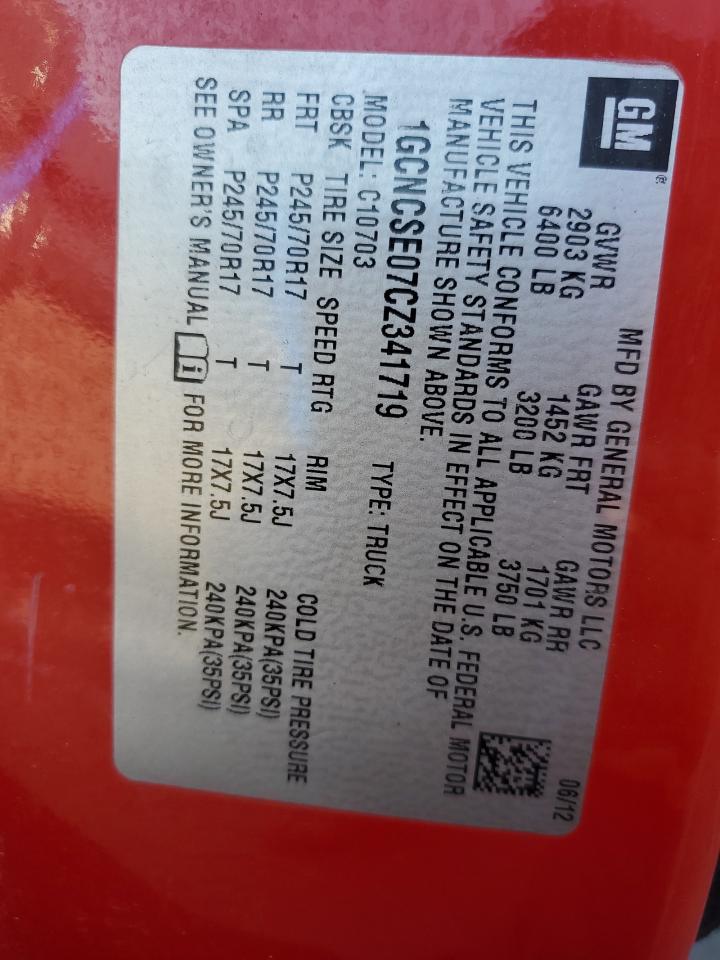 GM®
MFD BY GENERAL MOTORS LLC
06/12
GVWR GAWR FRT GAWR RR
2903 KG 1452 KG 1701 KG
6400 LB 3200 LB 3750 LB
THIS VEHICLE CONFORMS TO ALL APPLICABLE U.S. FEDERAL MOTOR
VEHICLE SAFETY STANDARDS IN EFFECT ON THE DATE OF
MANUFACTURE SHOWN ABOVE.
1GCNCSE07CZ341719 TYPE: TRUCK
MODEL: C10703
CBSK TIRE SIZE SPEED RTG RIM COLD TIRE PRESSURE
FRT P245/70R17 T 17X7.5J 240KPA(35PSI)
RR P245/70R17 T 17X7.5J 240KPA(35PSI)
SPA P245/70R17 T 17X7.5J 240KPA(35PSI)
SEE OWNER'S MANUAL FOR MORE INFORMATION.